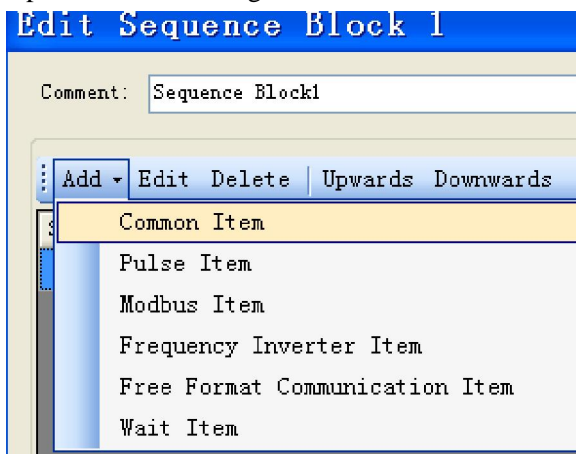 Edit Sequence Block 1
Comment: Sequence Block1
Add Edit Delete Upwards Downwards
Common Item
Pulse Item
Modbus Item
Frequency Inverter Item
Free Format Communication Item
Wait Item